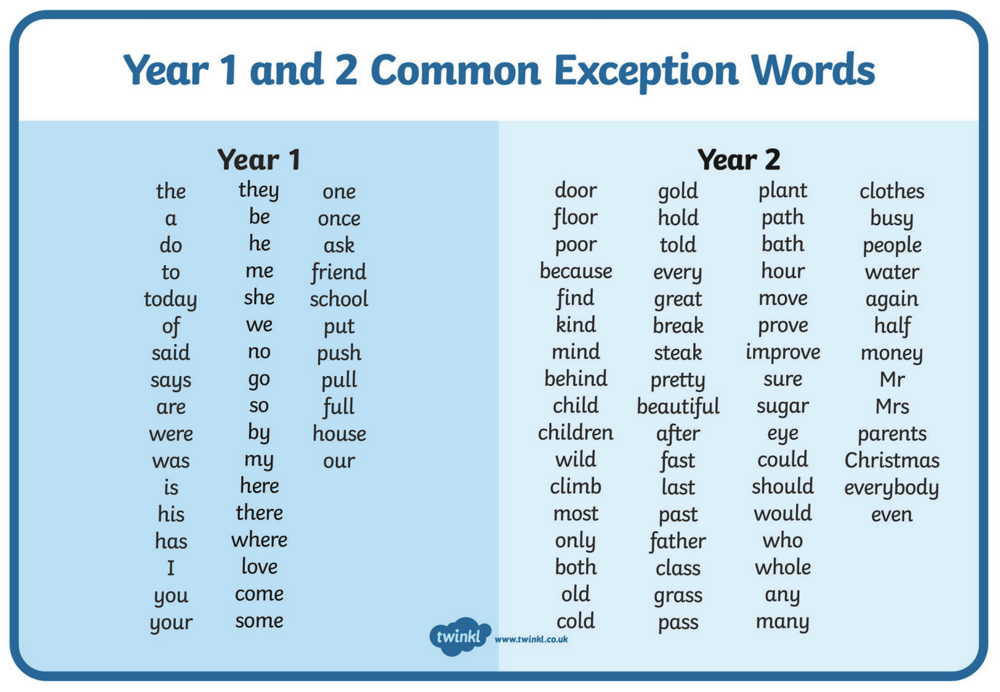 Year 1 and 2 Common Exception Words
Year 1
the they one
a be once
do he ask
to me friend
today she school
of we put
said no push
says go pull
are so full
were by house
was my our
is here
his there
has where
I love
you come
your some
Year 2
door gold plant clothes
floor hold path busy
poor told bath people
because every hour water
find great move again
kind break prove half
mind steak improve money
behind pretty sure Mr
child beautiful sugar Mrs
children after eye parents
wild fast could Christmas
climb last should everybody
most past would even
only father who
both class whole
old grass any
cold pass many
twinkl www.twinkl.co.uk